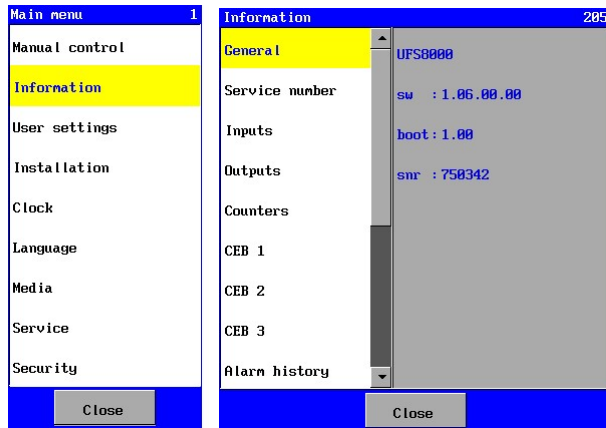 Main menu 1
Manual control
Information
User settings
Installation
Clock
Language
Media
Service
Security
Close
Information 205
General
Service number
Inputs
Outputs
Counters
CEB 1
CEB 2
CEB 3
Alarm history
UFS8000
sw : 1.06.00.00
boot: 1.00
snr : 750342
Close